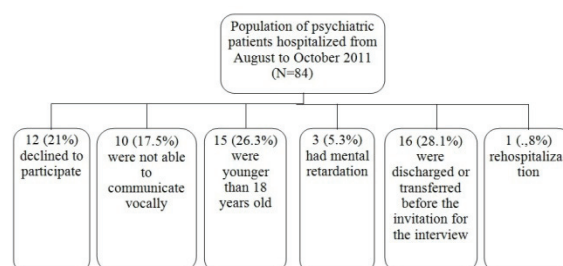 Population of psychiatric
patients hospitalized from
August to October 2011
(N=84)
12 (21%)
declined to
participate
10 (17.5%)
were not able
to
communicate
vocally
15 (26.3%)
were
younger
than 18
years old
3 (5.3%)
had mental
retardation
16 (28.1%)
were
discharged or
transferred
before the
invitation for
the interview
1 (.,8%)
rehospitaliza
tion